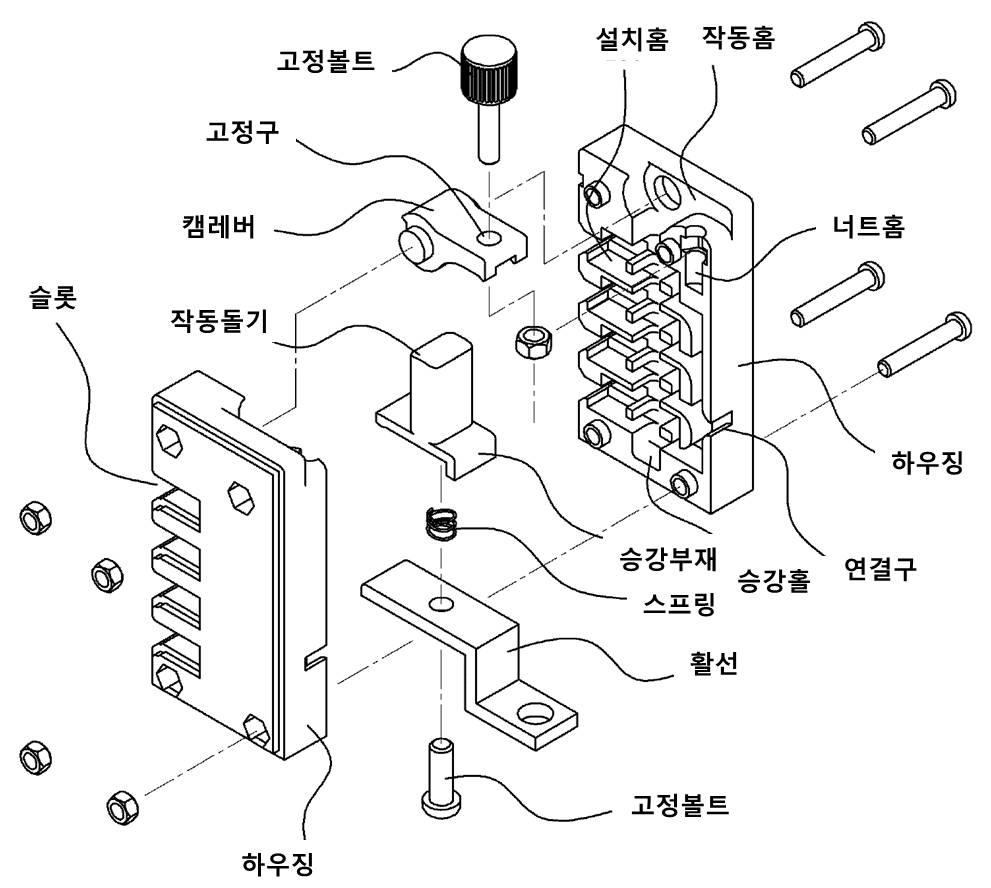 설치홈
작동홈
고정볼트
고정구
캠레버
너트홈
슬롯
작동돌기
하우징
승강부재
승강홀
연결구
스프링
활선
고정볼트
하우징